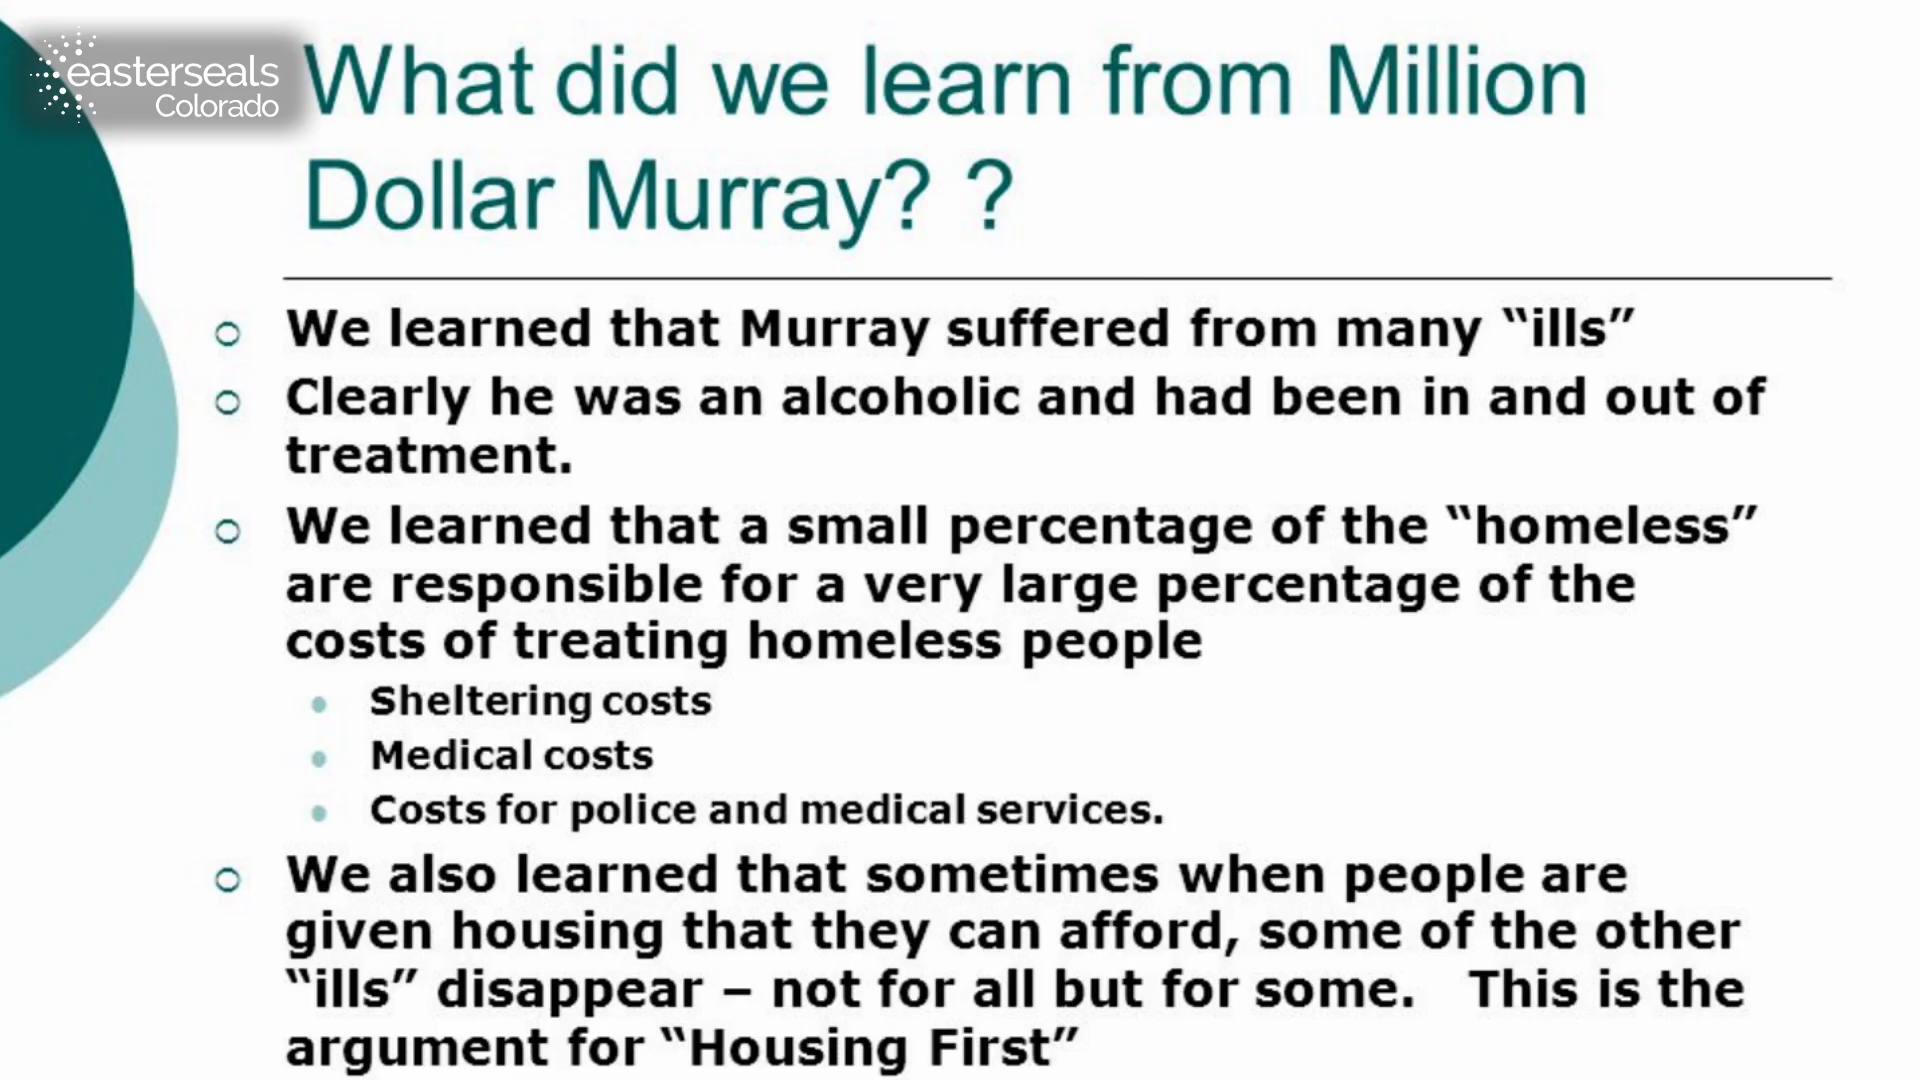 easterseals
Colorado
What did we learn from Million
Dollar Murray? ?
We learned that Murray suffered from many “ills”
Clearly he was an alcoholic and had been in and out of
treatment.
We learned that a small percentage of the “homeless”
are responsible for a very large percentage of the
costs of treating homeless people
Sheltering costs
Medical costs
Costs for police and medical services.
We also learned that sometimes when people are
given housing that they can afford, some of the other
“ills” disappear – not for all but for some. This is the
argument for “Housing First”